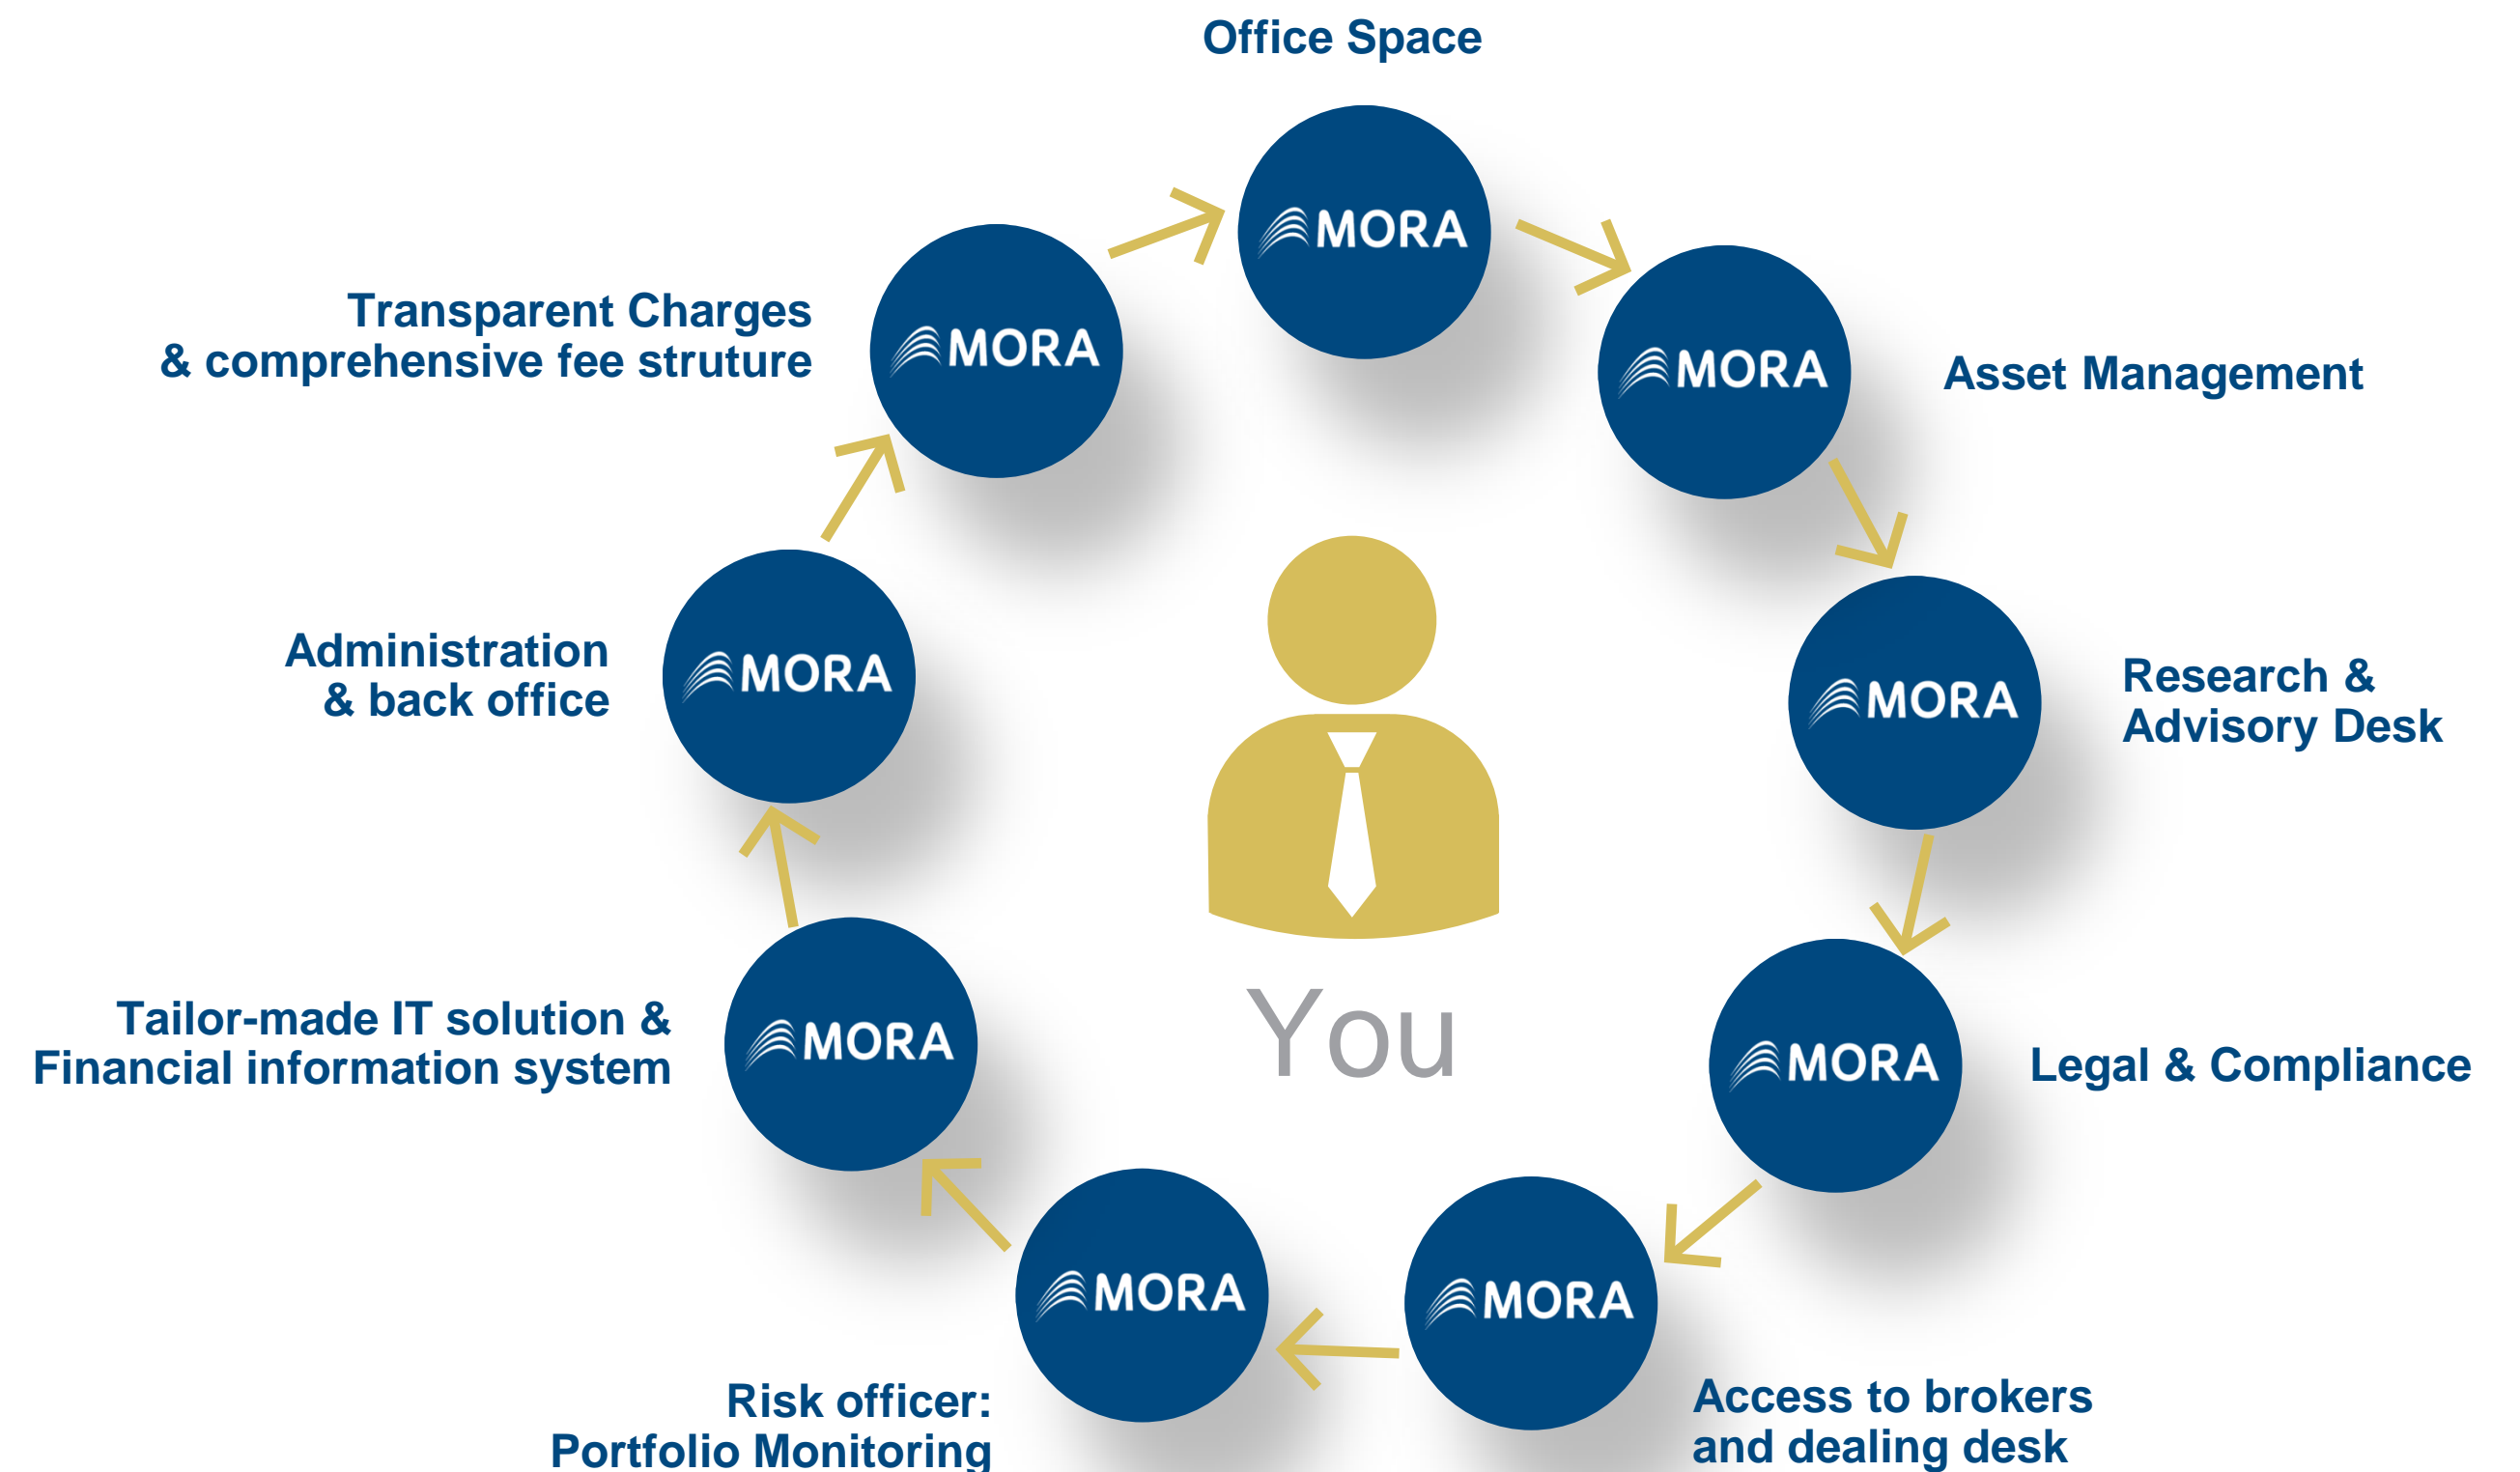 Office Space
MORA
MORA
Transparent Charges
& comprehensive fee struture
MORA
Asset Management
MORA
Administration
& back office
MORA
Research &
Advisory Desk
You
MORA
Tailor-made IT solution &
Financial information system
MORA
Legal & Compliance
MORA
MORA
Risk officer:
Portfolio Monitoring
Access to brokers
and dealing desk